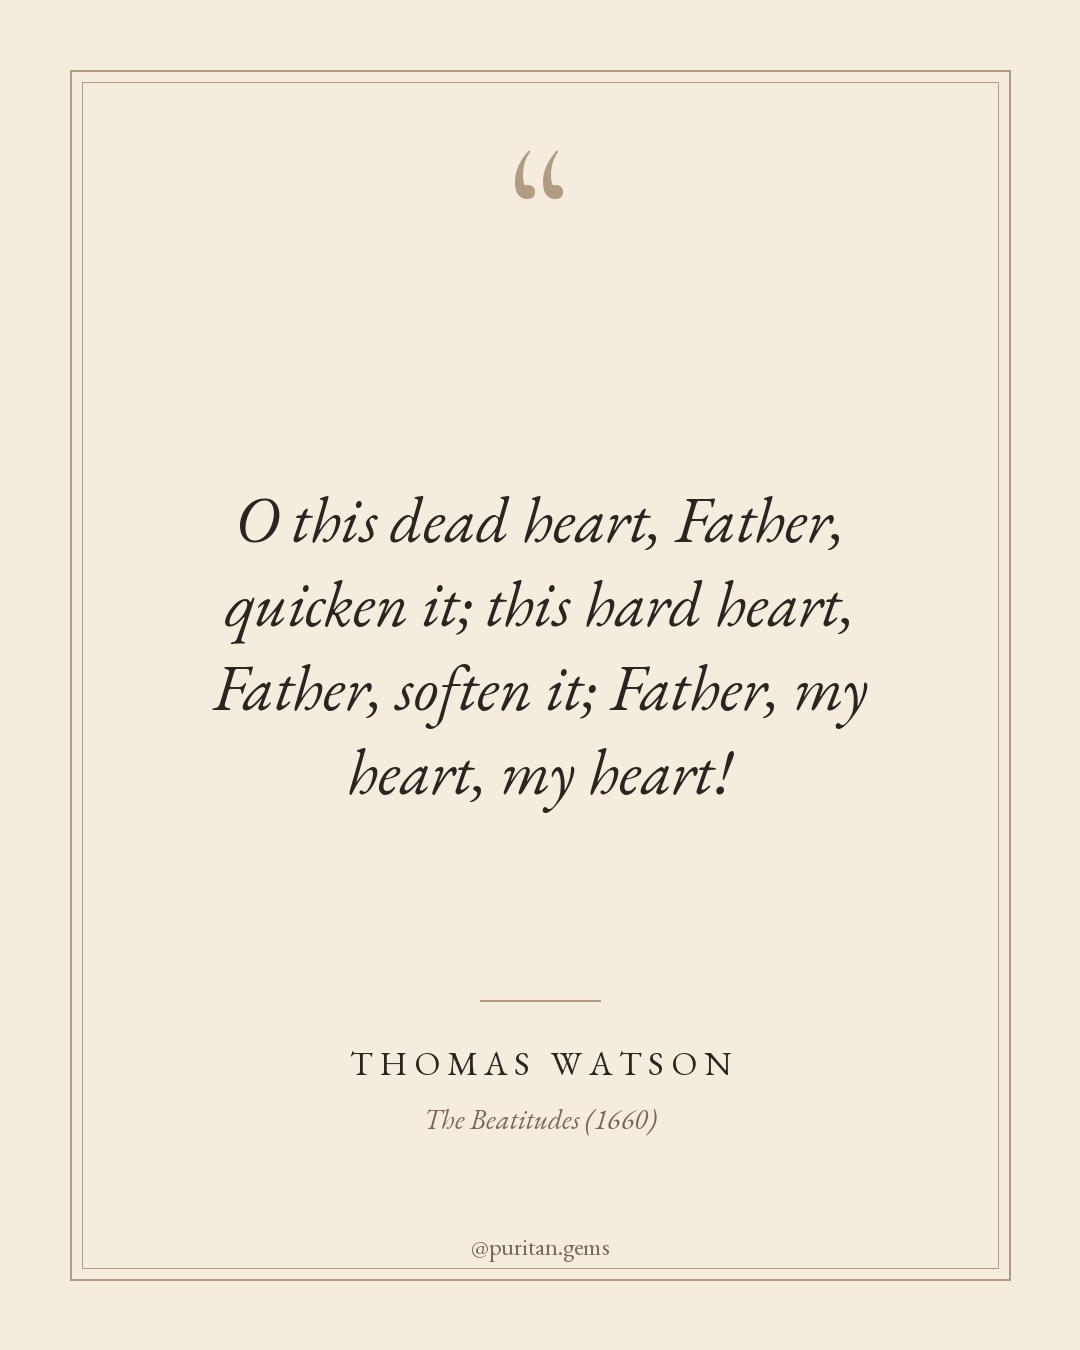 “
O this dead heart, Father,
quicken it; this hard heart,
Father, soften it; Father, my
heart, my heart!
THOMAS WATSON
The Beatitudes (1660)
@puritan.gems